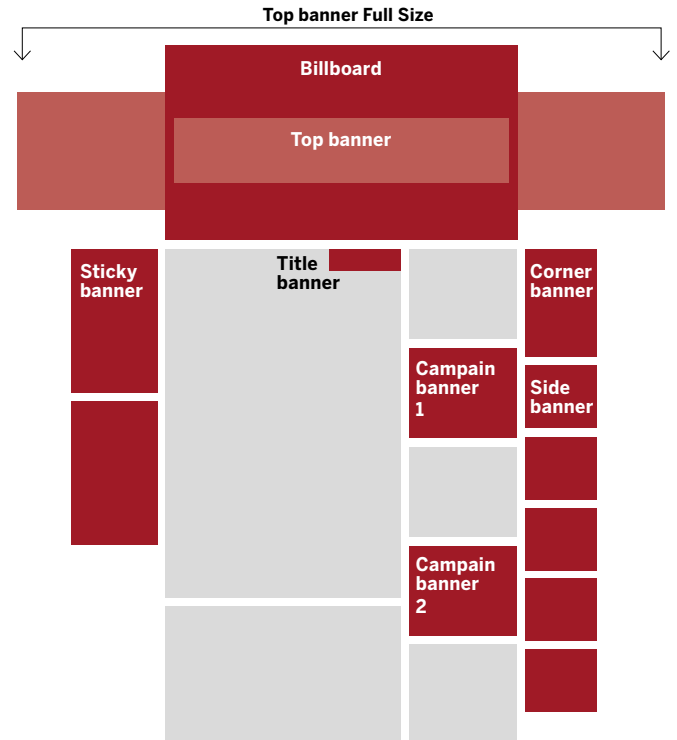 Top banner Full Size
Billboard
Top banner
Sticky
banner
Title
banner
Corner
banner
Campain
banner
1
Side
banner
Campain
banner
2